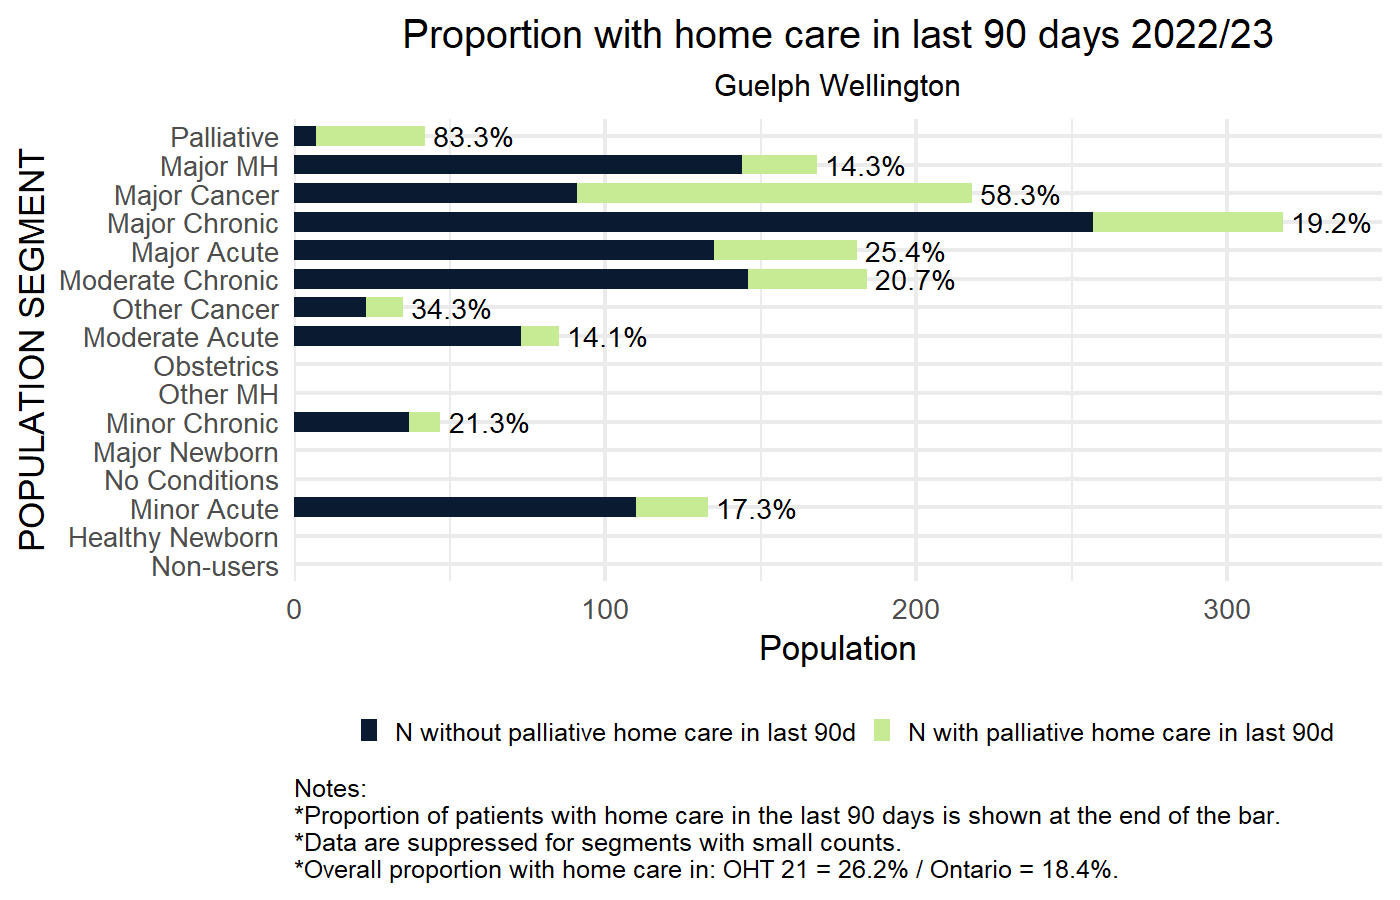 Proportion with home care in last 90 days 2022/23
Guelph Wellington
POPULATION SEGMENT
Palliative 83.3%
Major MH 14.3%
Major Cancer 58.3%
Major Chronic 19.2%
Major Acute 25.4%
Moderate Chronic 20.7%
Other Cancer 34.3%
Moderate Acute 14.1%
Obstetrics
Other MH
Minor Chronic 21.3%
Major Newborn
No Conditions
Minor Acute 17.3%
Healthy Newborn
Non-users
0 100 200 300
Population
N without palliative home care in last 90d N with palliative home care in last 90d
Notes:
*Proportion of patients with home care in the last 90 days is shown at the end of the bar.
*Data are suppressed for segments with small counts.
*Overall proportion with home care in: OHT 21 = 26.2% / Ontario = 18.4%.